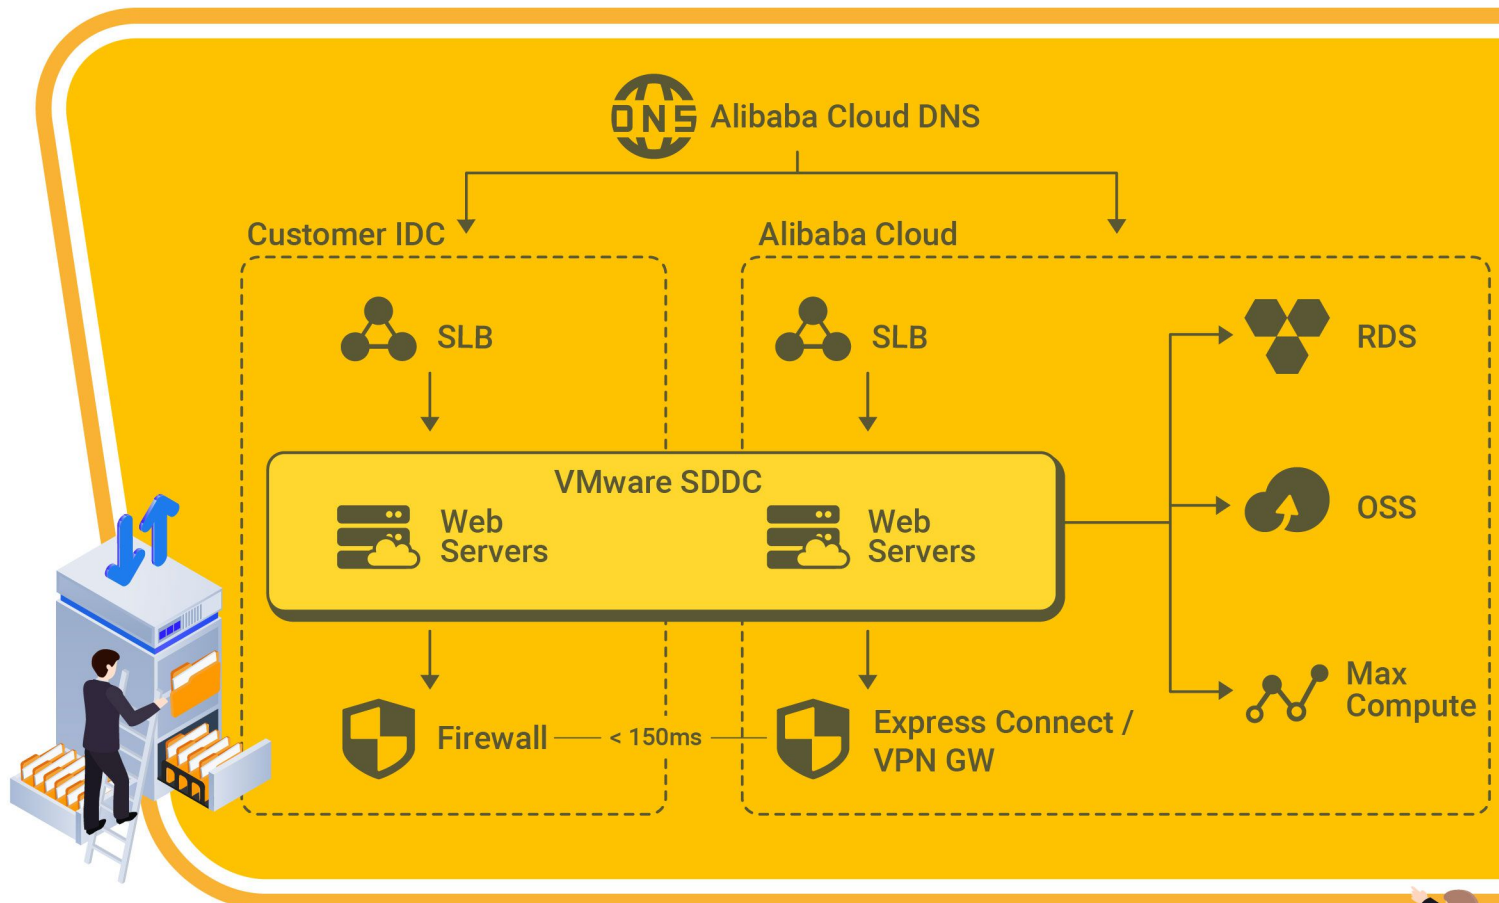 DNS Alibaba Cloud DNS
Customer IDC
Alibaba Cloud
SLB
SLB
RDS
VMware SDDC
Web
Servers
Web
Servers
OSS
Firewall
< 150ms
Express Connect /
VPN GW
Max
Compute